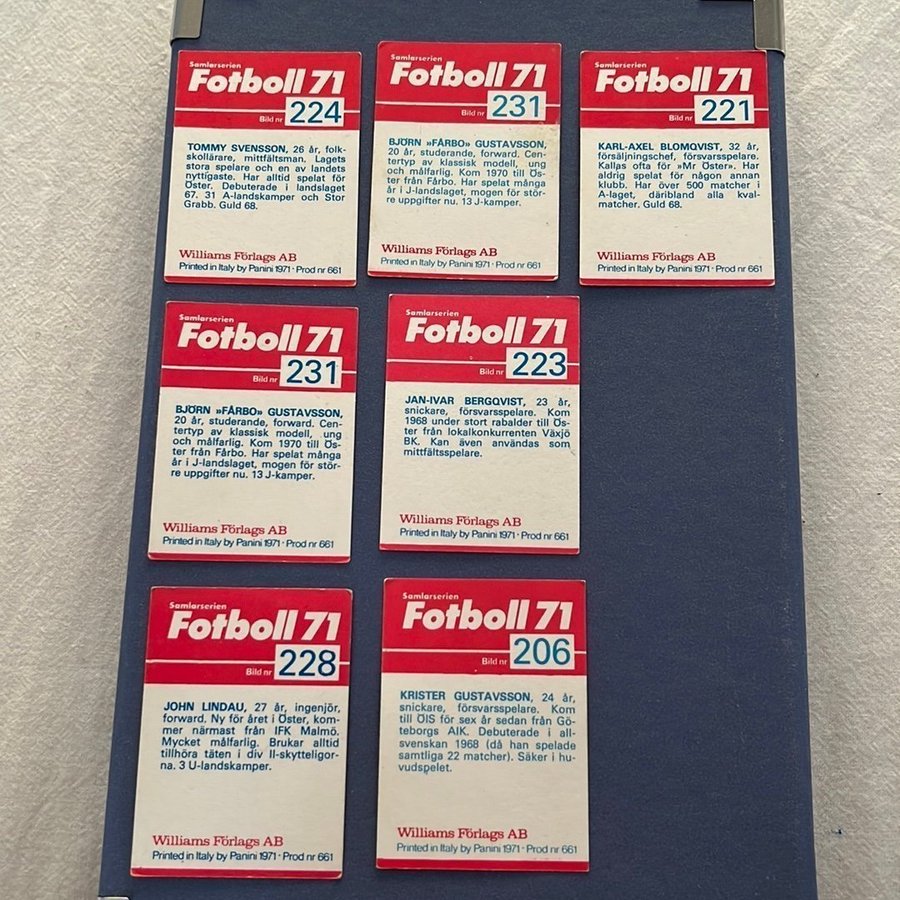 Samlarserien
Fotboll 71
Bild nr 224
TOMMY SVENSSON, 26 år, folk-
skollärare, mittfältsman. Lagets
stora spelare och en av landets
nyttigaste. Har alltid spelat för
Öster. Debuterade i landslaget
67. 31 A-landskamper och Stor
Grabb. Guld 68.
Williams Förlags AB
Printed in Italy by Panini 1971 · Prod nr 661
Samlarserien
Fotboll 71
Bild nr 231
BJÖRN »FÅRBO» GUSTAVSSON,
20 år, studerande, forward. Cen-
tertyp av klassisk modell, ung
och målfarlig. Kom 1970 till Ös-
ter från Fårbo. Har spelat många
år i J-landslaget, mogen för stör-
re uppgifter nu. 13 J-kamper.
Williams Förlags AB
Printed in Italy by Panini 1971 · Prod nr 661
Samlarserien
Fotboll 71
Bild nr 221
KARL-AXEL BLOMQVIST, 32 år,
försäljningschef, försvarsspelare.
Kallas ofta för »Mr Öster». Har
aldrig spelat för någon annan
klubb. Har över 500 matcher i
A-laget, däribland alla kval-
matcher. Guld 68.
Williams Förlags AB
Printed in Italy by Panini 1971 · Prod nr 661
Samlarserien
Fotboll 71
Bild nr 231
BJÖRN »FÅRBO» GUSTAVSSON,
20 år, studerande, forward. Cen-
tertyp av klassisk modell, ung
och målfarlig. Kom 1970 till Ös-
ter från Fårbo. Har spelat många
år i J-landslaget, mogen för stör-
re uppgifter nu. 13 J-kamper.
Williams Förlags AB
Printed in Italy by Panini 1971 · Prod nr 661
Samlarserien
Fotboll 71
Bild nr 223
JAN-IVAR BERGQVIST, 23 år,
snickare, försvarsspelare. Kom
1968 under stort rabalder till Ös-
ter från lokalkonkurrenten Växjö
BK. Kan även användas som
mittfältsspelare.
Williams Förlags AB
Printed in Italy by Panini 1971 · Prod nr 661
Samlarserien
Fotboll 71
Bild nr 228
JOHN LINDAU, 27 år, ingenjör,
forward. Ny för året i Öster, kom-
mer närmast från IFK Malmö.
Mycket målfarlig. Brukar alltid
tillhöra täten i div II-skytteligor-
na. 3 U-landskamper.
Williams Förlags AB
Printed in Italy by Panini 1971 · Prod nr 661
Samlarserien
Fotboll 71
Bild nr 206
KRISTER GUSTAVSSON, 24 år,
snickare, försvarsspelare. Kom
till ÖIS för sex år sedan från Gö-
teborgs AIK. Debuterade i all-
svenskan 1968 (då han spelade
samtliga 22 matcher). Säker i hu-
vudspelet.
Williams Förlags AB
Printed in Italy by Panini 1971 · Prod nr 661